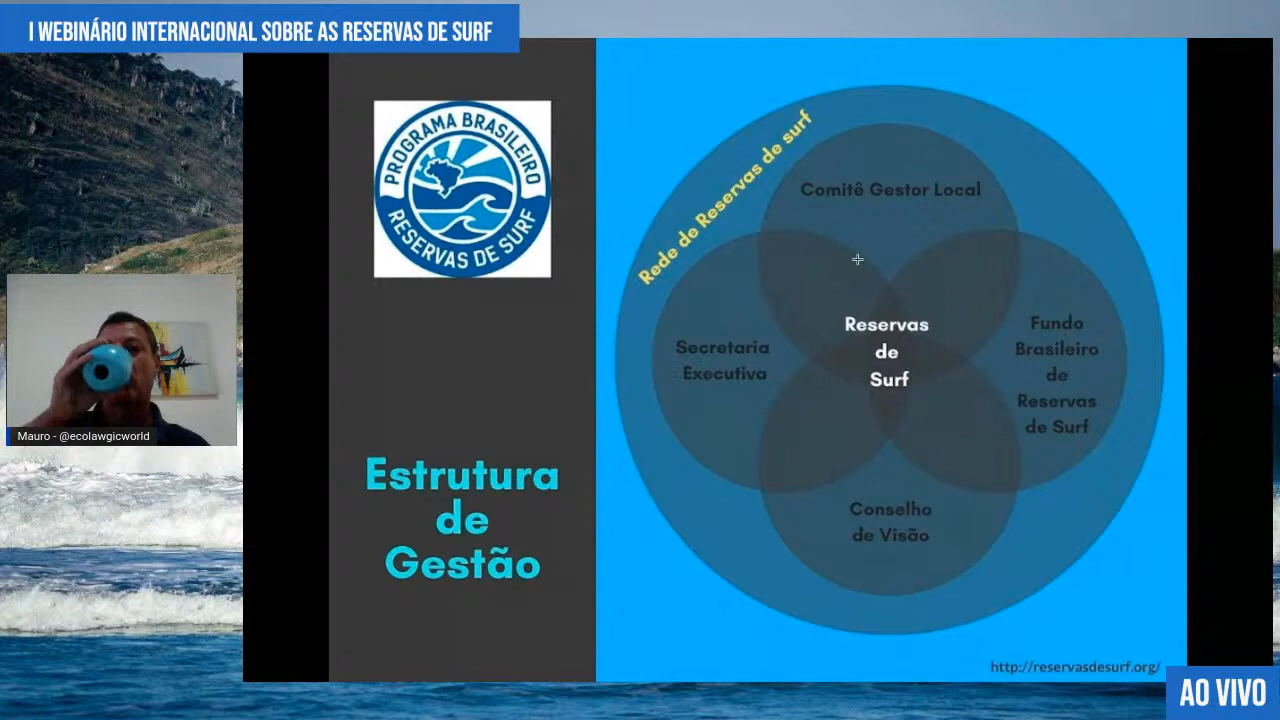 I WEBINÁRIO INTERNACIONAL SOBRE AS RESERVAS DE SURF
PROGRAMA BRASILEIRO
RESERVAS DE SURF
Estrutura
de
Gestão
Rede de Reservas de surf
Comitê Gestor Local
Secretaria
Executiva
Reservas
de
Surf
Fundo
Brasileiro
de
Reservas
de Surf
Conselho
de Visão
Mauro - @ecolawgicworld
http://reservasdesurf.org/
AO VIVO